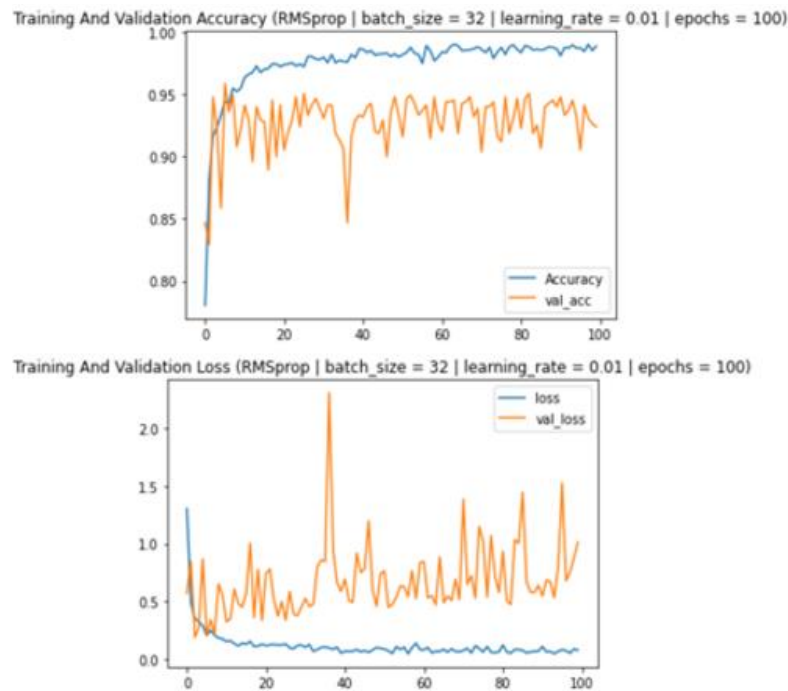 Training And Validation Accuracy (RMSprop | batch_size = 32 | learning_rate = 0.01 | epochs = 100)
1.00
0.95
0.90
0.85
0.80
Accuracy
val_acc
0 20 40 60 80 100
Training And Validation Loss (RMSprop | batch_size = 32 | learning_rate = 0.01 | epochs = 100)
loss
val_loss
2.0
1.5
1.0
0.5
0.0
0 20 40 60 80 100